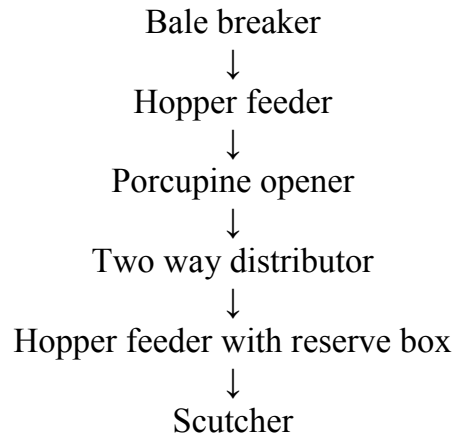 Bale breaker
↓
Hopper feeder
↓
Porcupine opener
↓
Two way distributor
↓
Hopper feeder with reserve box
↓
Scutcher